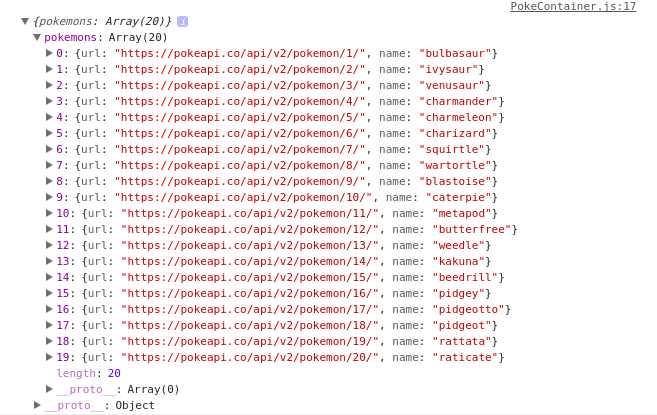 PokeContainer.js:17
{pokemons: Array(20)} i
pokemons: Array(20)
0: {url: "https://pokeapi.co/api/v2/pokemon/1/", name: "bulbasaur"}
1: {url: "https://pokeapi.co/api/v2/pokemon/2/", name: "ivysaur"}
2: {url: "https://pokeapi.co/api/v2/pokemon/3/", name: "venusaur"}
3: {url: "https://pokeapi.co/api/v2/pokemon/4/", name: "charmander"}
4: {url: "https://pokeapi.co/api/v2/pokemon/5/", name: "charmeleon"}
5: {url: "https://pokeapi.co/api/v2/pokemon/6/", name: "charizard"}
6: {url: "https://pokeapi.co/api/v2/pokemon/7/", name: "squirtle"}
7: {url: "https://pokeapi.co/api/v2/pokemon/8/", name: "wartortle"}
8: {url: "https://pokeapi.co/api/v2/pokemon/9/", name: "blastoise"}
9: {url: "https://pokeapi.co/api/v2/pokemon/10/", name: "caterpie"}
10: {url: "https://pokeapi.co/api/v2/pokemon/11/", name: "metapod"}
11: {url: "https://pokeapi.co/api/v2/pokemon/12/", name: "butterfree"}
12: {url: "https://pokeapi.co/api/v2/pokemon/13/", name: "weedle"}
13: {url: "https://pokeapi.co/api/v2/pokemon/14/", name: "kakuna"}
14: {url: "https://pokeapi.co/api/v2/pokemon/15/", name: "beedrill"}
15: {url: "https://pokeapi.co/api/v2/pokemon/16/", name: "pidgey"}
16: {url: "https://pokeapi.co/api/v2/pokemon/17/", name: "pidgeotto"}
17: {url: "https://pokeapi.co/api/v2/pokemon/18/", name: "pidgeot"}
18: {url: "https://pokeapi.co/api/v2/pokemon/19/", name: "rattata"}
19: {url: "https://pokeapi.co/api/v2/pokemon/20/", name: "raticate"}
length: 20
__proto__: Array(0)
__proto__: Object